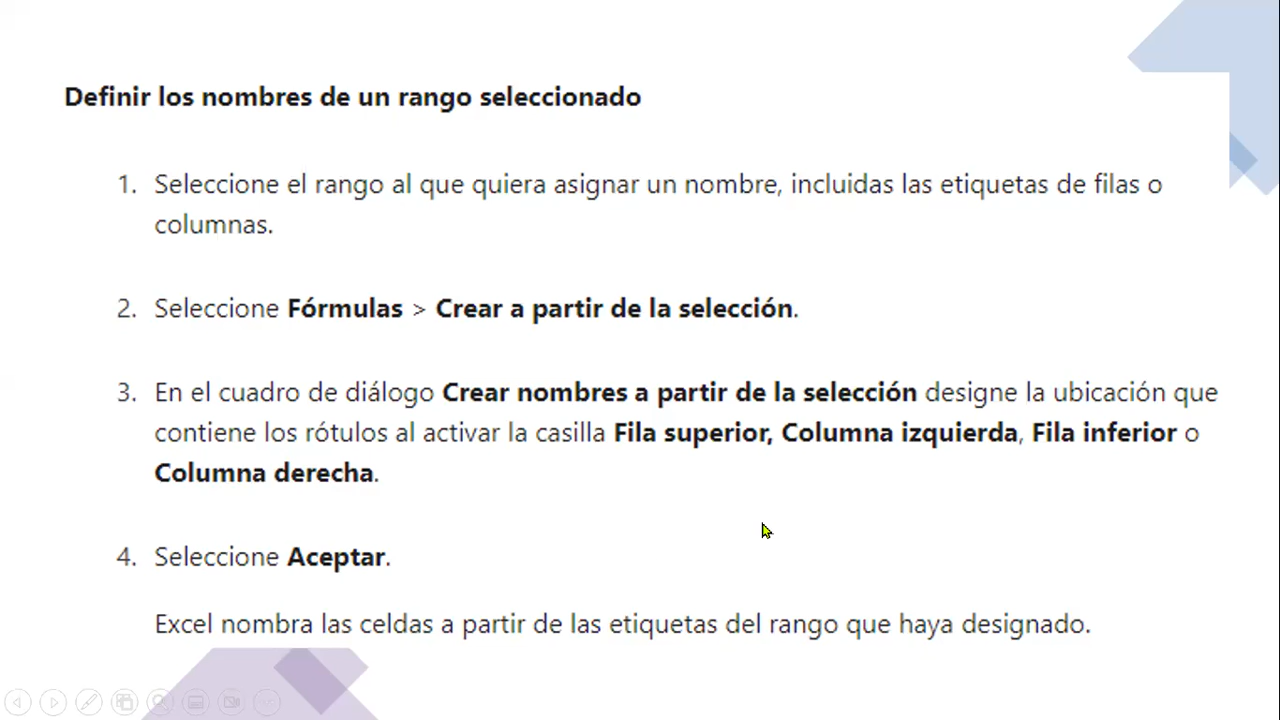 Definir los nombres de un rango seleccionado
1. Seleccione el rango al que quiera asignar un nombre, incluidas las etiquetas de filas o
columnas.
2. Seleccione Fórmulas > Crear a partir de la selección.
3. En el cuadro de diálogo Crear nombres a partir de la selección designe la ubicación que
contiene los rótulos al activar la casilla Fila superior, Columna izquierda, Fila inferior o
Columna derecha.
4. Seleccione Aceptar.
Excel nombra las celdas a partir de las etiquetas del rango que haya designado.